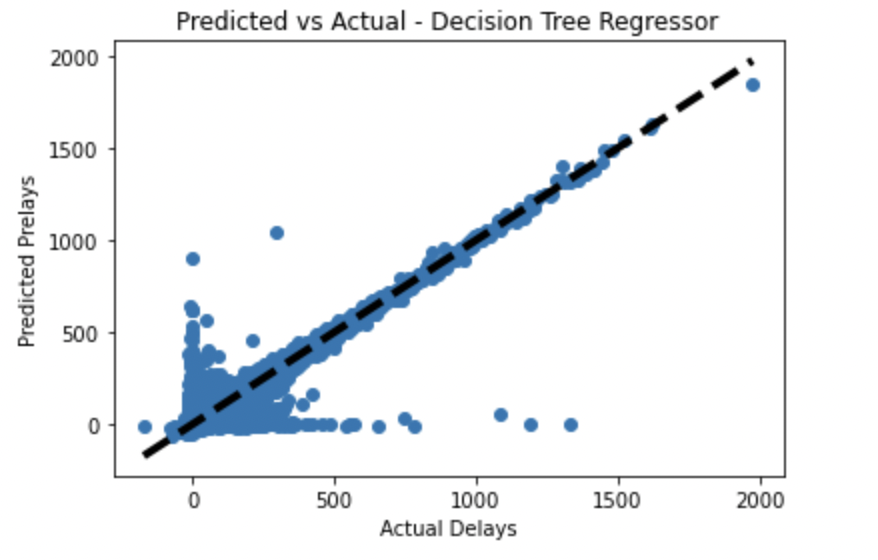 Predicted vs Actual - Decision Tree Regressor
2000
1500
1000
500
0
Predicted Prelays
0 500 1000 1500 2000
Actual Delays